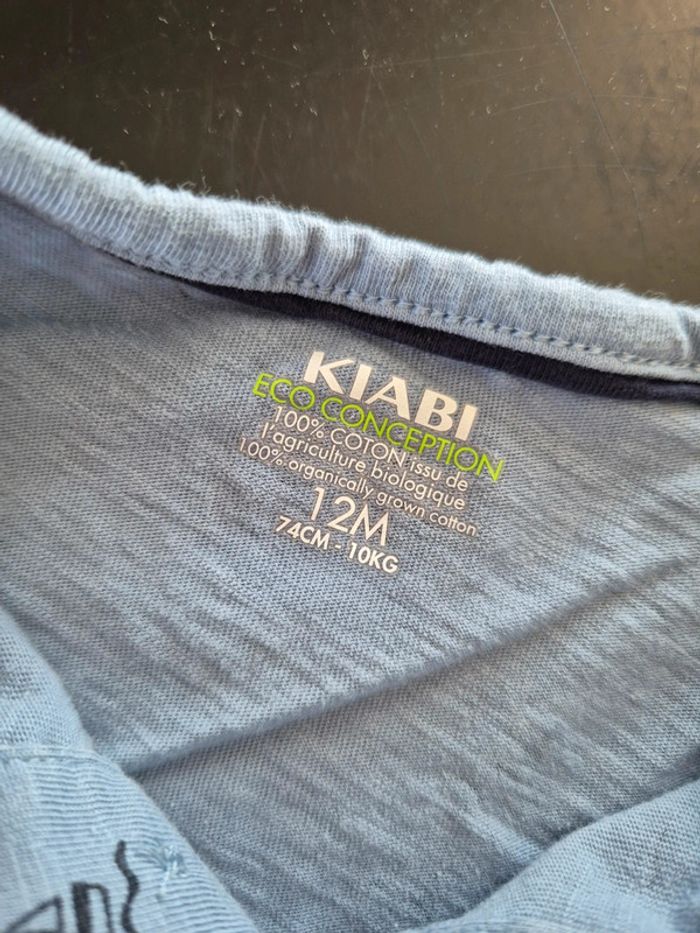 KIABI
ECO CONCEPTION
100% COTON issu de
l'agriculture biologique
100% organically grown cotton
12M
74CM - 10KG